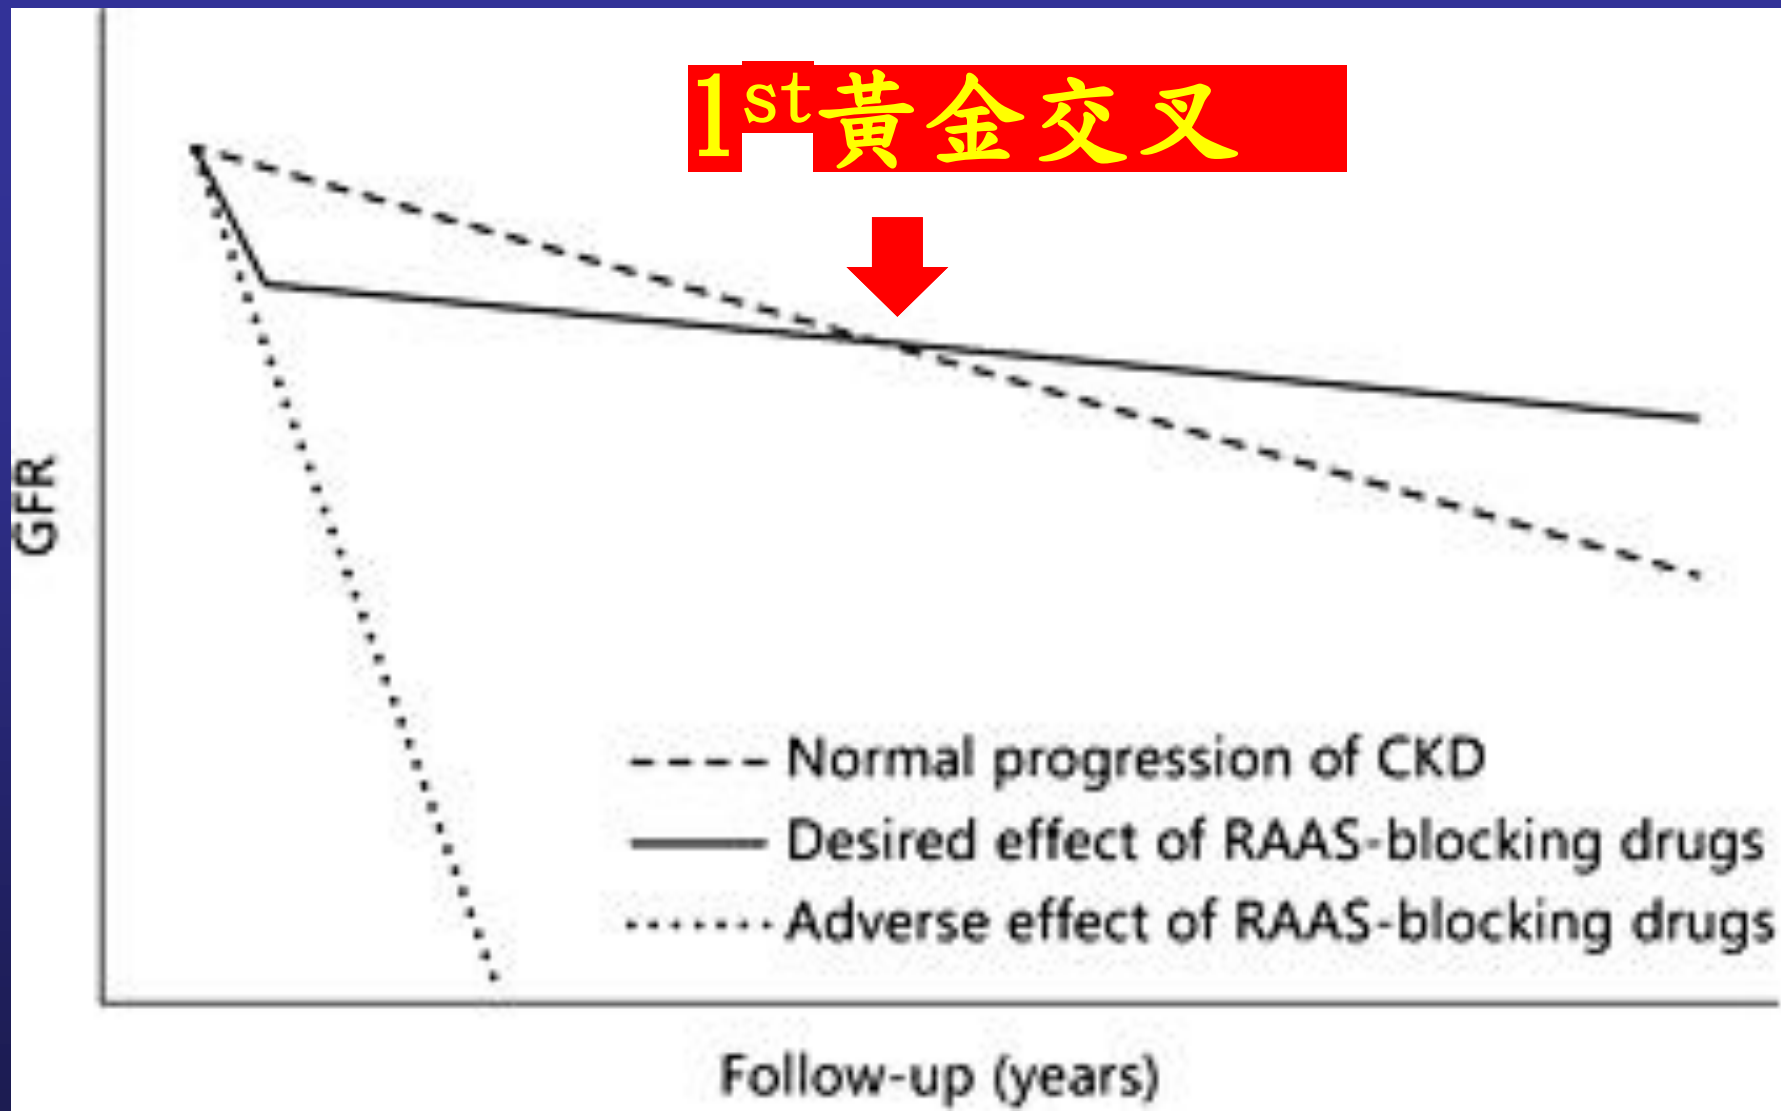 1st黃金交叉
GFR
Normal progression of CKD
Desired effect of RAAS-blocking drugs
Adverse effect of RAAS-blocking drugs
Follow-up (years)